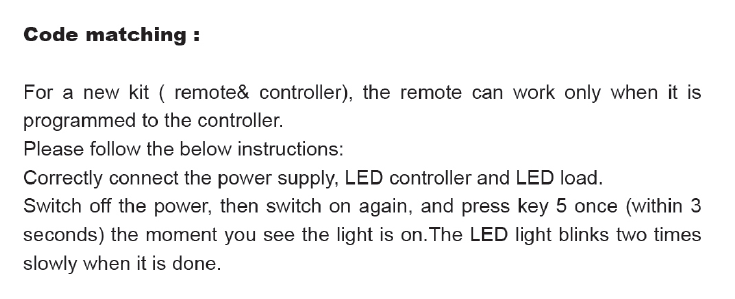 Code matching :
For a new kit ( remote& controller), the remote can work only when it is
programmed to the controller.
Please follow the below instructions:
Correctly connect the power supply, LED controller and LED load.
Switch off the power, then switch on again, and press key 5 once (within 3
seconds) the moment you see the light is on.The LED light blinks two times
slowly when it is done.